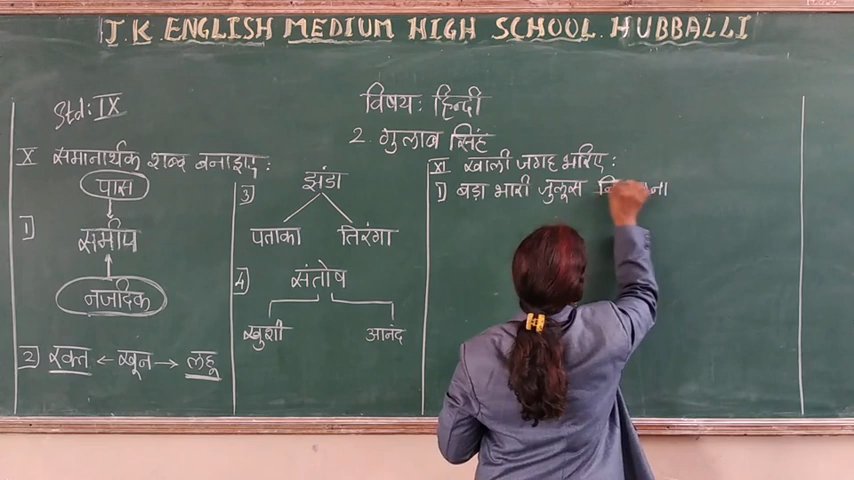 J.K ENGLISH MEDIUM HIGH SCHOOL. HUBBALLI
Std: IX
विषय: हिन्दी
2. गुलाब सिंह
X समानार्थक शब्द बनाइए:
पास
1] समीप
नजदिक
2] रक्त ← खून → लहू
3] झंडा
पताका तिरंगा
4] संतोष
खुशी आनंद
XI खाली जगह भरिए:
1) बड़ा भारी जुलूस